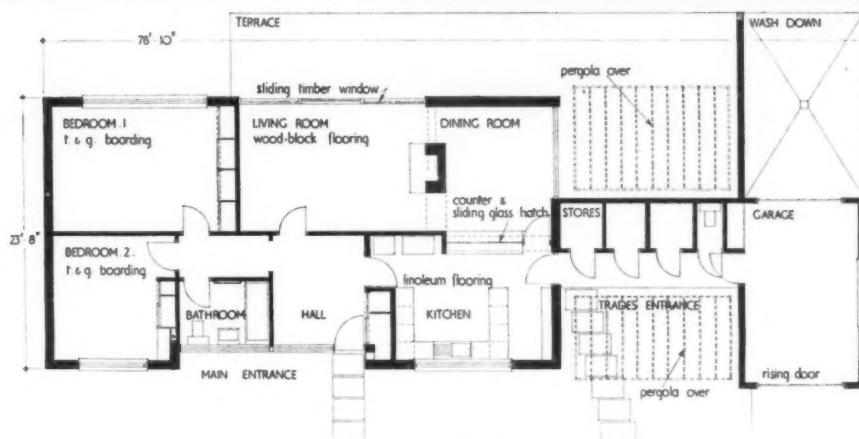 TERRACE
WASH DOWN
78'·10"
pergola over
sliding timber window
BEDROOM.1
t. & g. boarding
LIVING ROOM
wood-block flooring
DINING ROOM
counter &
sliding glass hatch.
STORES
GARAGE
23'·8"
BEDROOM 2.
t. & g. boarding
linoleum flooring
BATHROOM
HALL
KITCHEN
TRADES ENTRANCE
MAIN ENTRANCE
rising door
pergola over